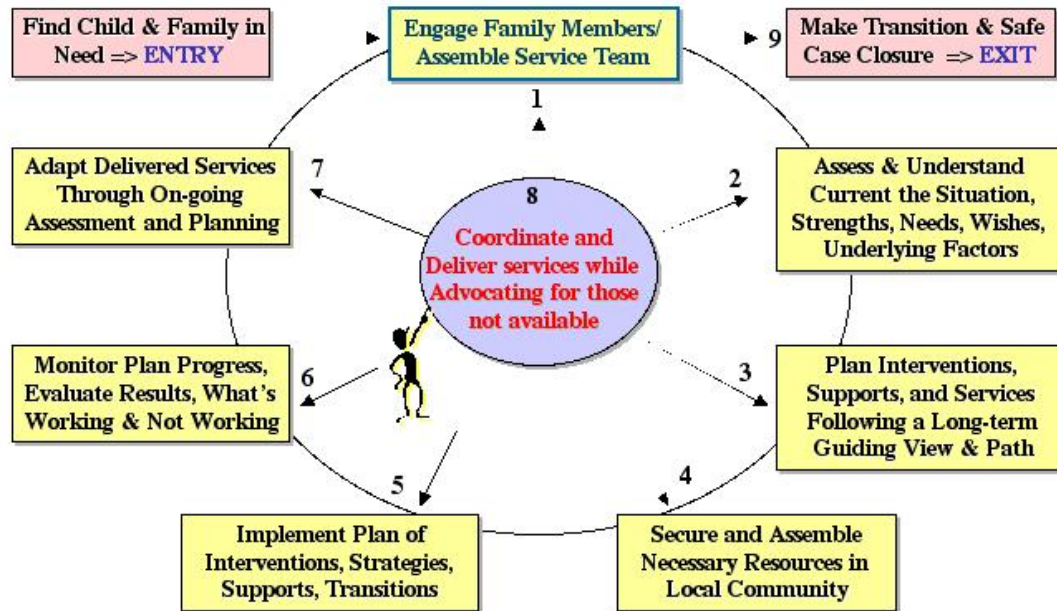 Find Child & Family in
Need => ENTRY
Engage Family Members/
Assemble Service Team
9
Make Transition & Safe
Case Closure => EXIT
1
2
Assess & Understand
Current the Situation,
Strengths, Needs, Wishes,
Underlying Factors
3
Plan Interventions,
Supports, and Services
Following a Long-term
Guiding View & Path
4
Secure and Assemble
Necessary Resources in
Local Community
5
Implement Plan of
Interventions, Strategies,
Supports, Transitions
6
Monitor Plan Progress,
Evaluate Results, What's
Working & Not Working
7
Adapt Delivered Services
Through On-going
Assessment and Planning
8
Coordinate and
Deliver services while
Advocating for those
not available